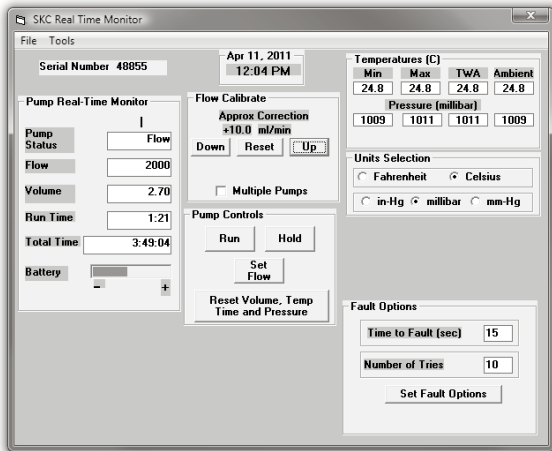 SKC Real Time Monitor
File Tools
Serial Number 48855
Apr 11, 2011
12:04 PM
Pump Real-Time Monitor
Pump Status Flow
Flow 2000
Volume 2.70
Run Time 1:21
Total Time 3:49:04
Battery
- +
Flow Calibrate
Approx Correction
+10.0 ml/min
Down Reset Up
Multiple Pumps
Pump Controls
Run Hold
Set
Flow
Reset Volume, Temp
Time and Pressure
Temperatures (C)
Min Max TWA Ambient
24.8 24.8 24.8 24.8
Pressure (millibar)
1009 1011 1011 1009
Units Selection
Fahrenheit Celsius
in-Hg millibar mm-Hg
Fault Options
Time to Fault (sec) 15
Number of Tries 10
Set Fault Options